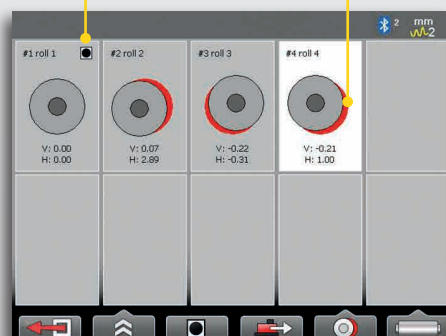 2 mm
2
#1 roll 1 #2 roll 2 #3 roll 3 #4 roll 4
V: 0.00 V: 0.07 V: -0.22 V: -0.21
H: 0.00 H: 2.89 H: -0.31 H: 1.00